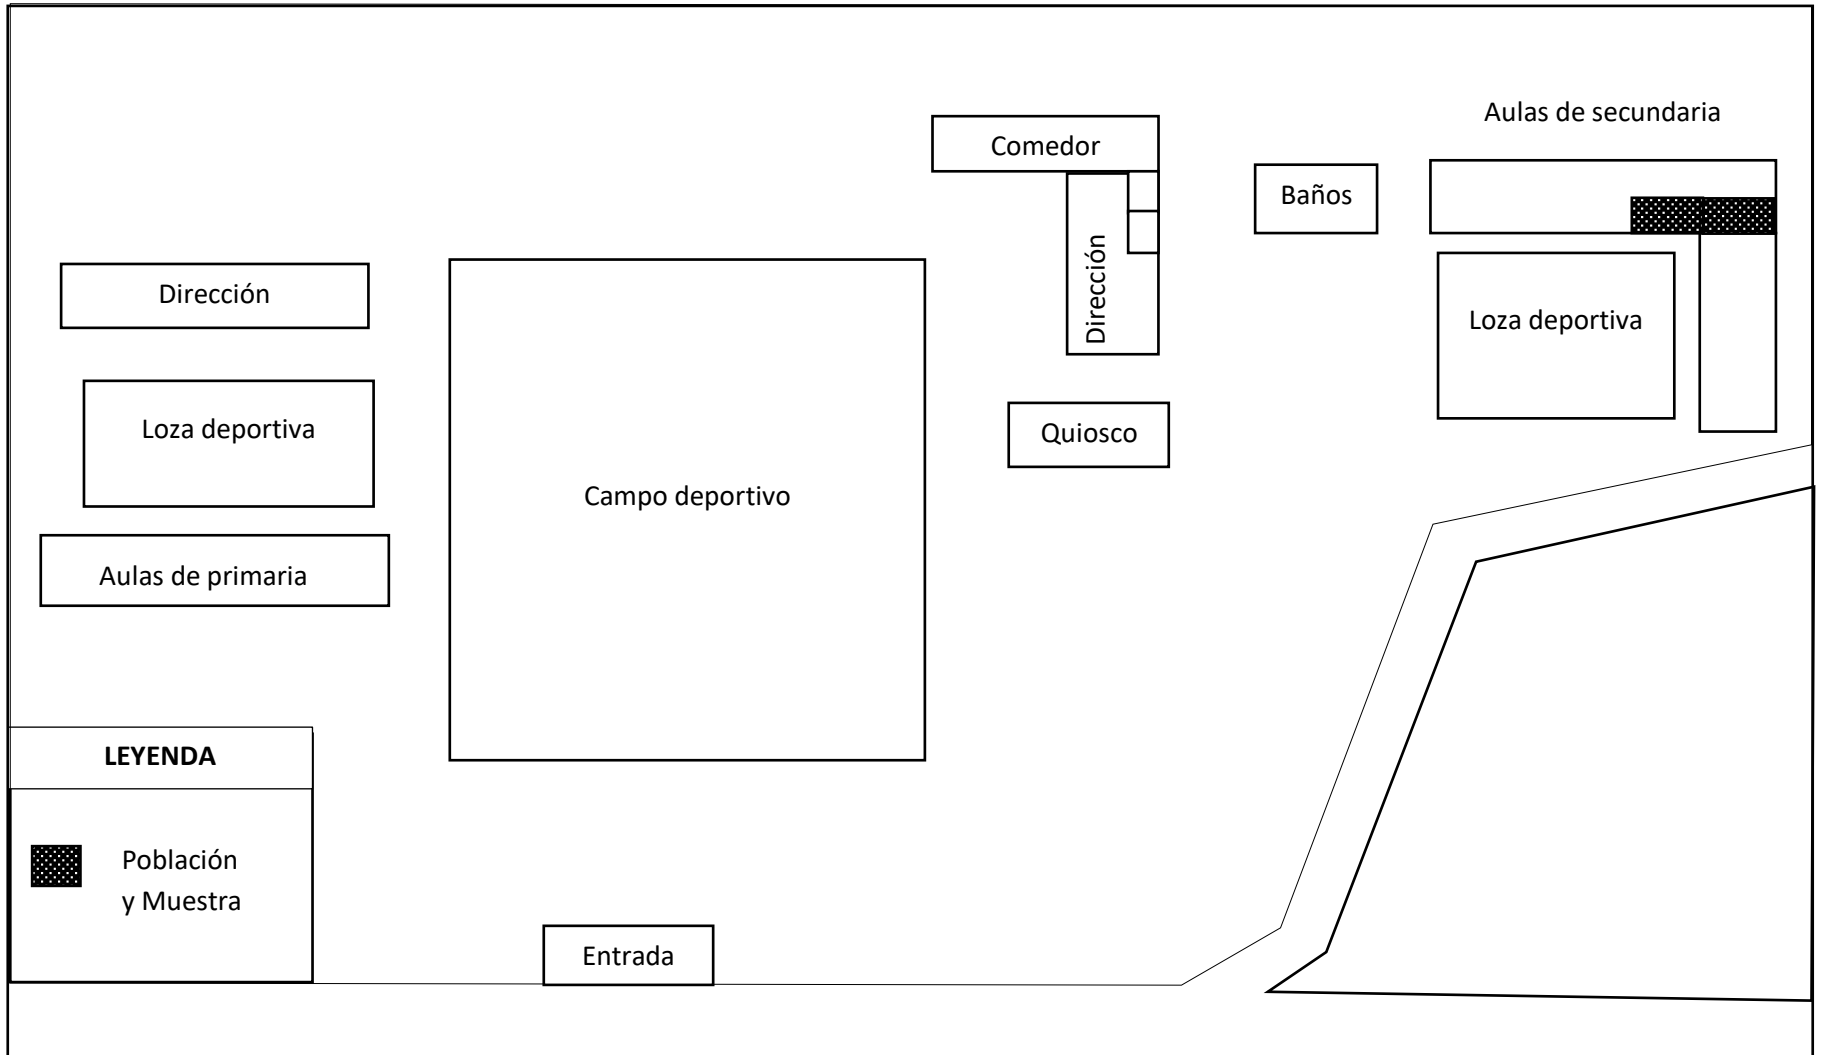 Aulas de secundaria
Comedor
Baños
Dirección
Dirección
Loza deportiva
Loza deportiva
Quiosco
Campo deportivo
Aulas de primaria
LEYENDA
Población
y Muestra
Entrada